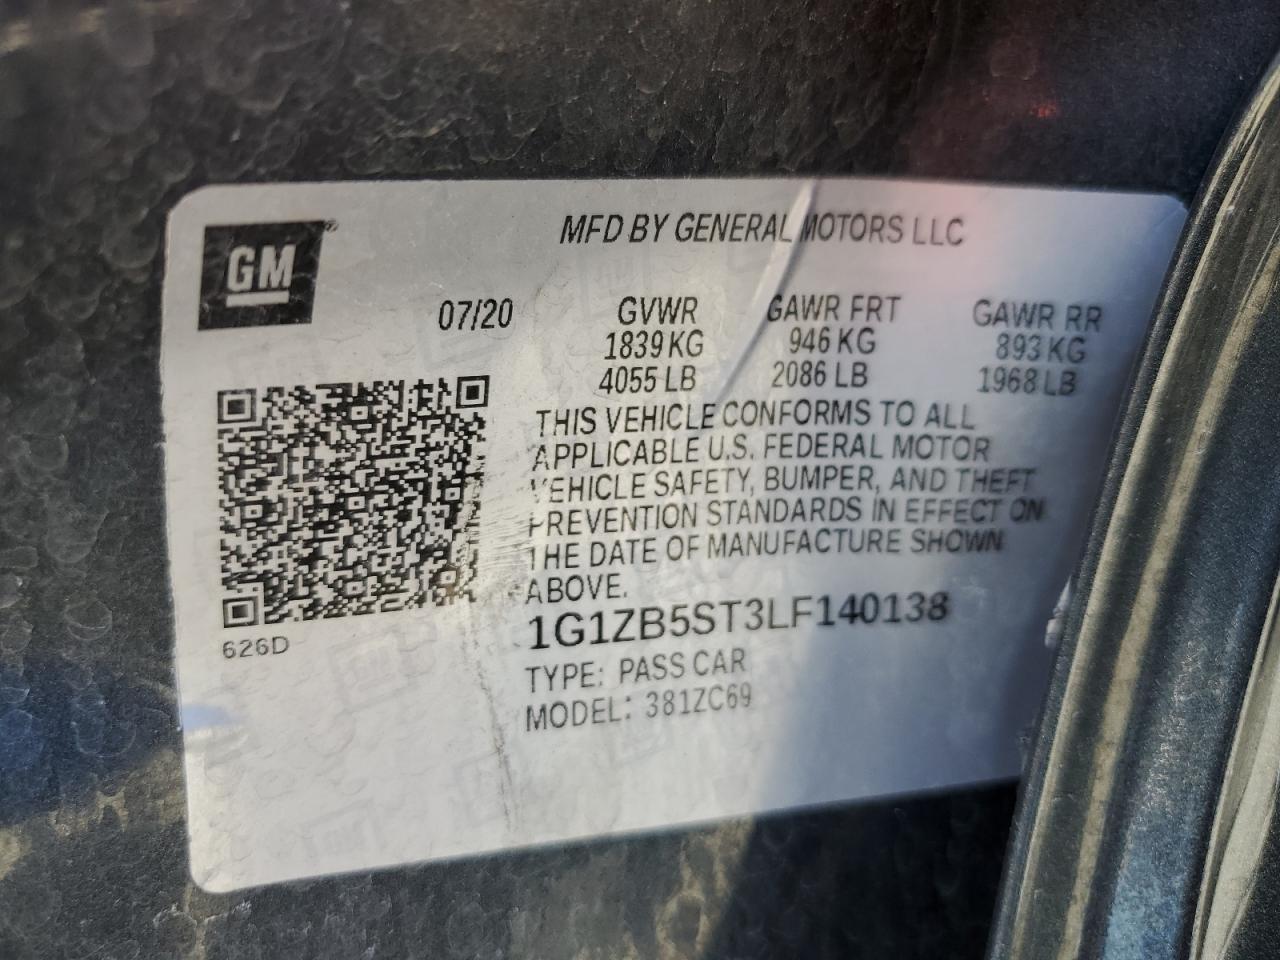 GM
MFD BY GENERAL MOTORS LLC
07/20
GVWR GAWR FRT GAWR RR
1839 KG 946 KG 893 KG
4055 LB 2086 LB 1968 LB
THIS VEHICLE CONFORMS TO ALL
APPLICABLE U.S. FEDERAL MOTOR
VEHICLE SAFETY, BUMPER, AND THEFT
PREVENTION STANDARDS IN EFFECT ON
THE DATE OF MANUFACTURE SHOWN
ABOVE.
1G1ZB5ST3LF140138
626D
TYPE: PASS CAR
MODEL: 381ZC69